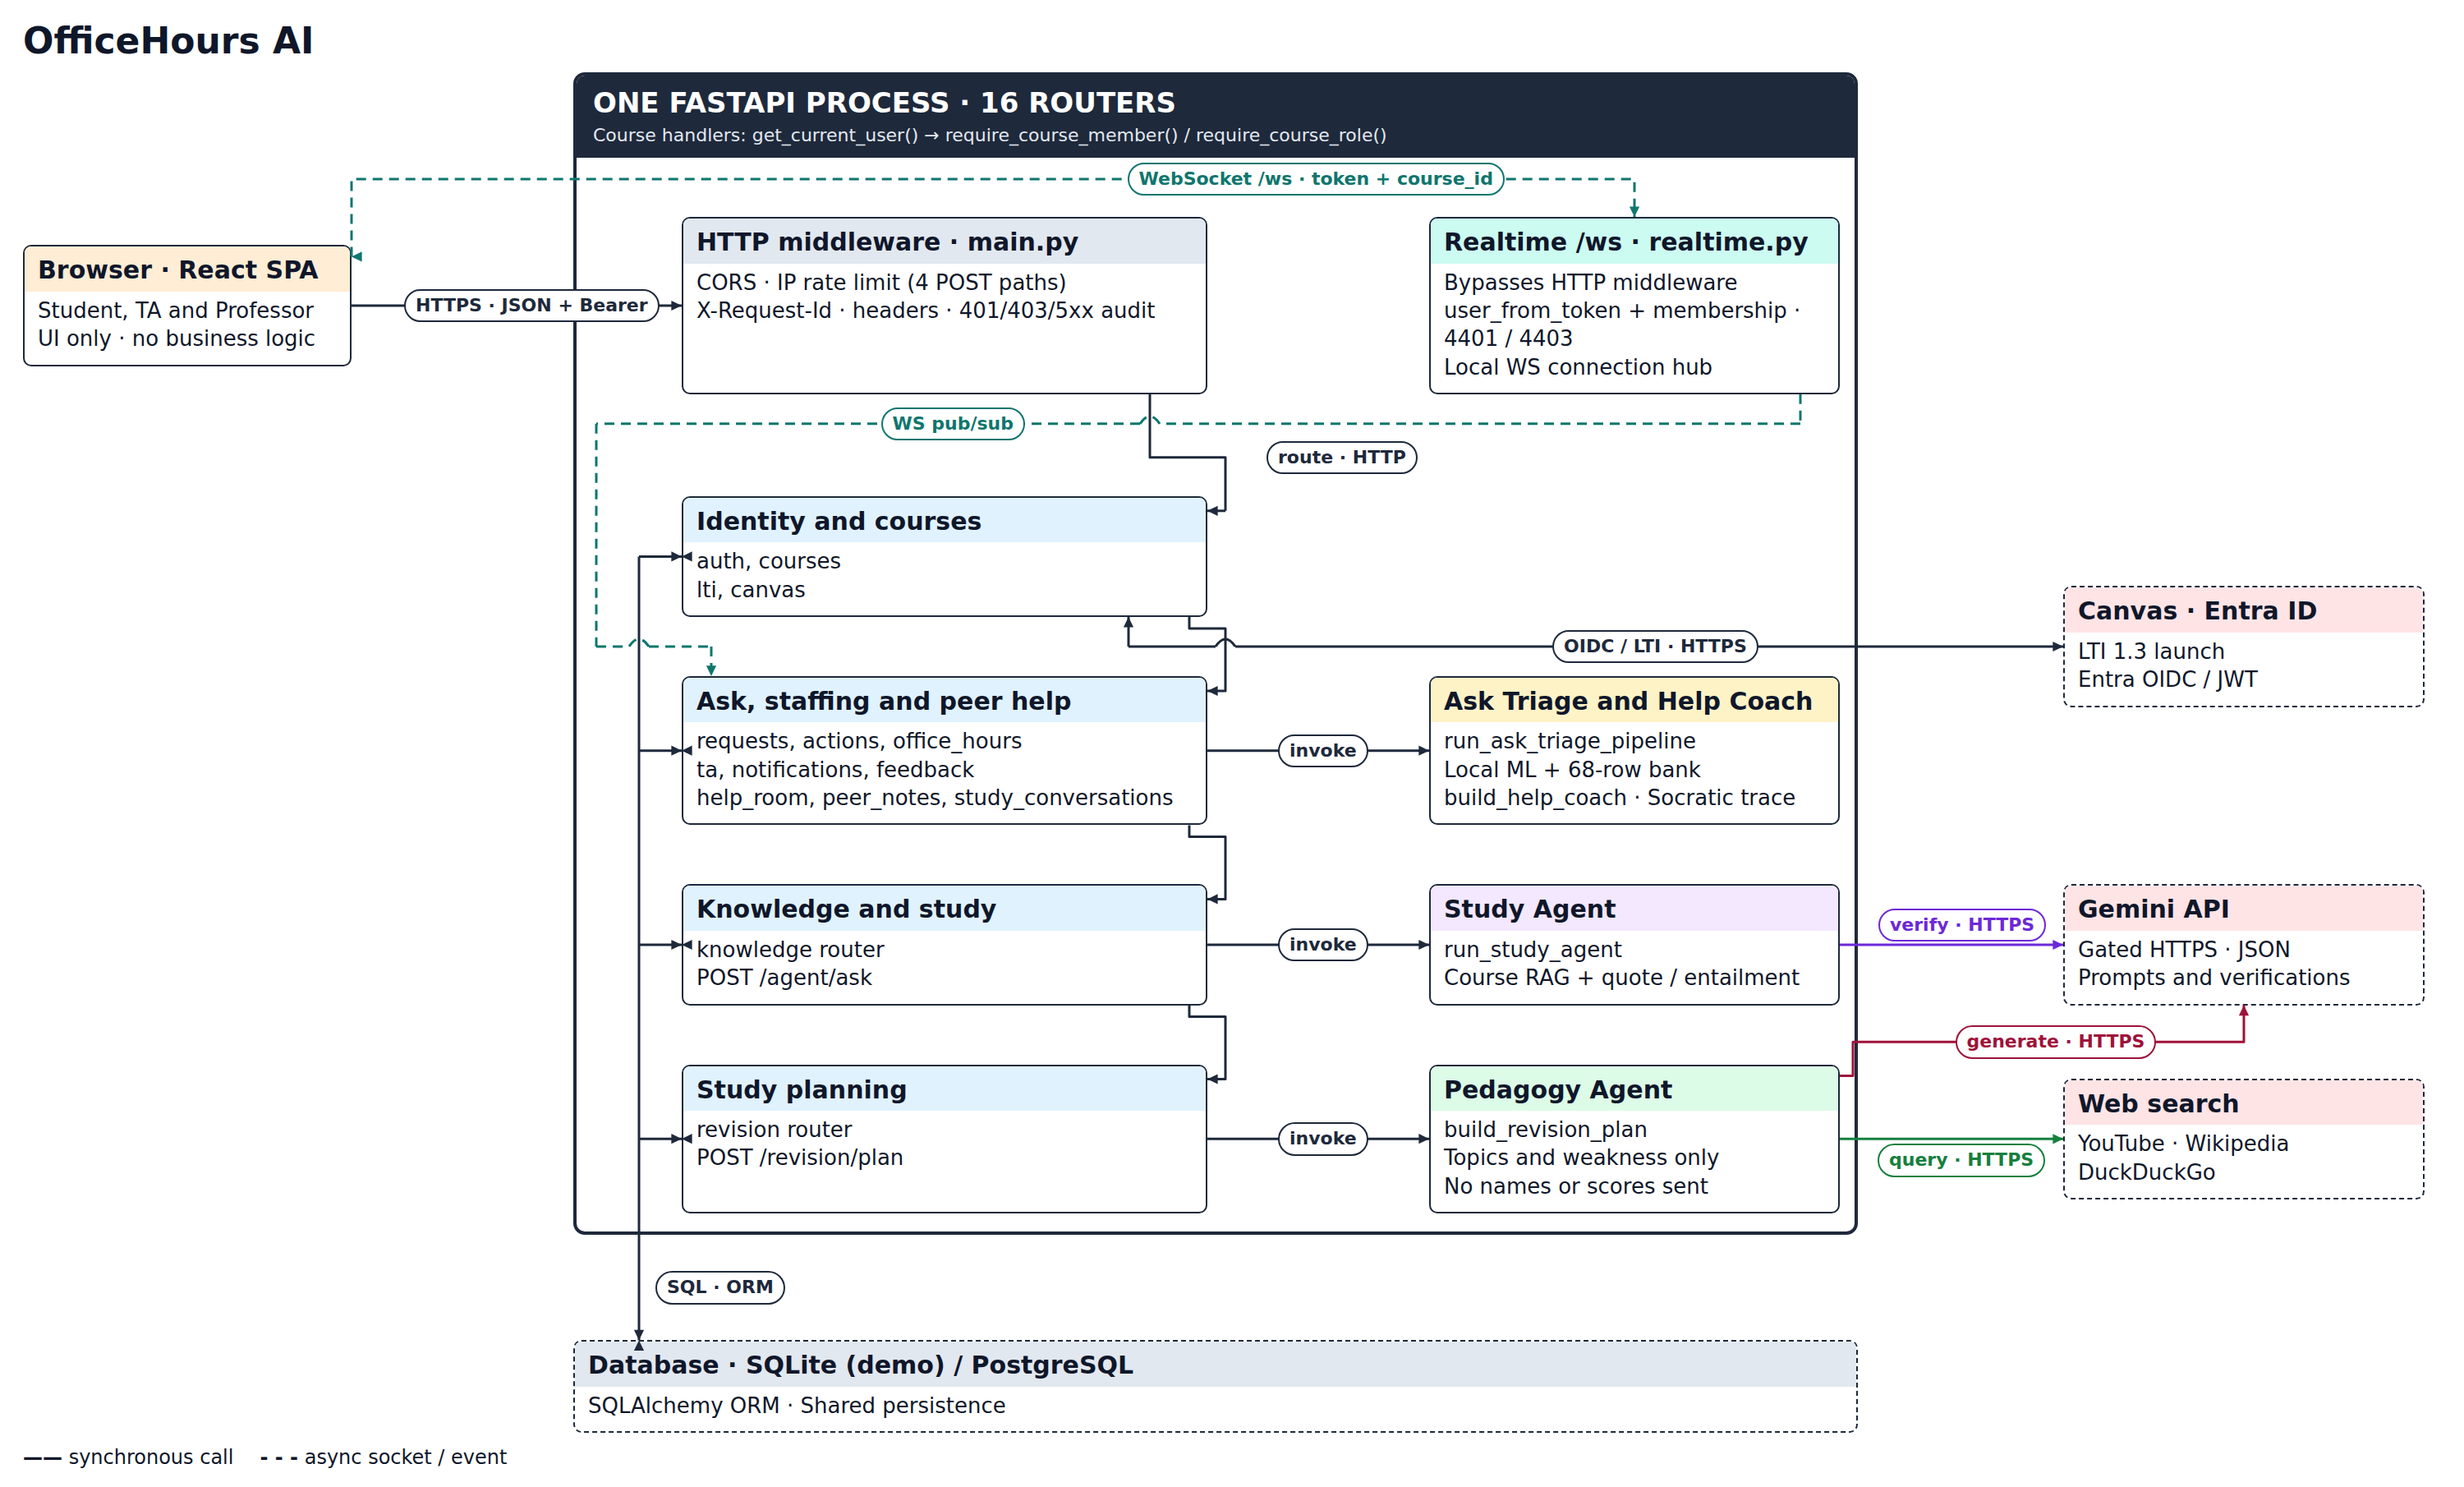 OfficeHours AI
ONE FASTAPI PROCESS · 16 ROUTERS
Course handlers: get_current_user() → require_course_member() / require_course_role()
WebSocket /ws · token + course_id
Browser · React SPA
Student, TA and Professor
UI only · no business logic
HTTPS · JSON + Bearer
HTTP middleware · main.py
CORS · IP rate limit (4 POST paths)
X-Request-Id · headers · 401/403/5xx audit
Realtime /ws · realtime.py
Bypasses HTTP middleware
user_from_token + membership ·
4401 / 4403
Local WS connection hub
WS pub/sub
route · HTTP
Identity and courses
auth, courses
lti, canvas
OIDC / LTI · HTTPS
Canvas · Entra ID
LTI 1.3 launch
Entra OIDC / JWT
Ask, staffing and peer help
requests, actions, office_hours
ta, notifications, feedback
help_room, peer_notes, study_conversations
invoke
Ask Triage and Help Coach
run_ask_triage_pipeline
Local ML + 68-row bank
build_help_coach · Socratic trace
Knowledge and study
knowledge router
POST /agent/ask
invoke
Study Agent
run_study_agent
Course RAG + quote / entailment
verify · HTTPS
Gemini API
Gated HTTPS · JSON
Prompts and verifications
generate · HTTPS
Study planning
revision router
POST /revision/plan
invoke
Pedagogy Agent
build_revision_plan
Topics and weakness only
No names or scores sent
query · HTTPS
Web search
YouTube · Wikipedia
DuckDuckGo
SQL · ORM
Database · SQLite (demo) / PostgreSQL
SQLAlchemy ORM · Shared persistence
—— synchronous call - - - async socket / event